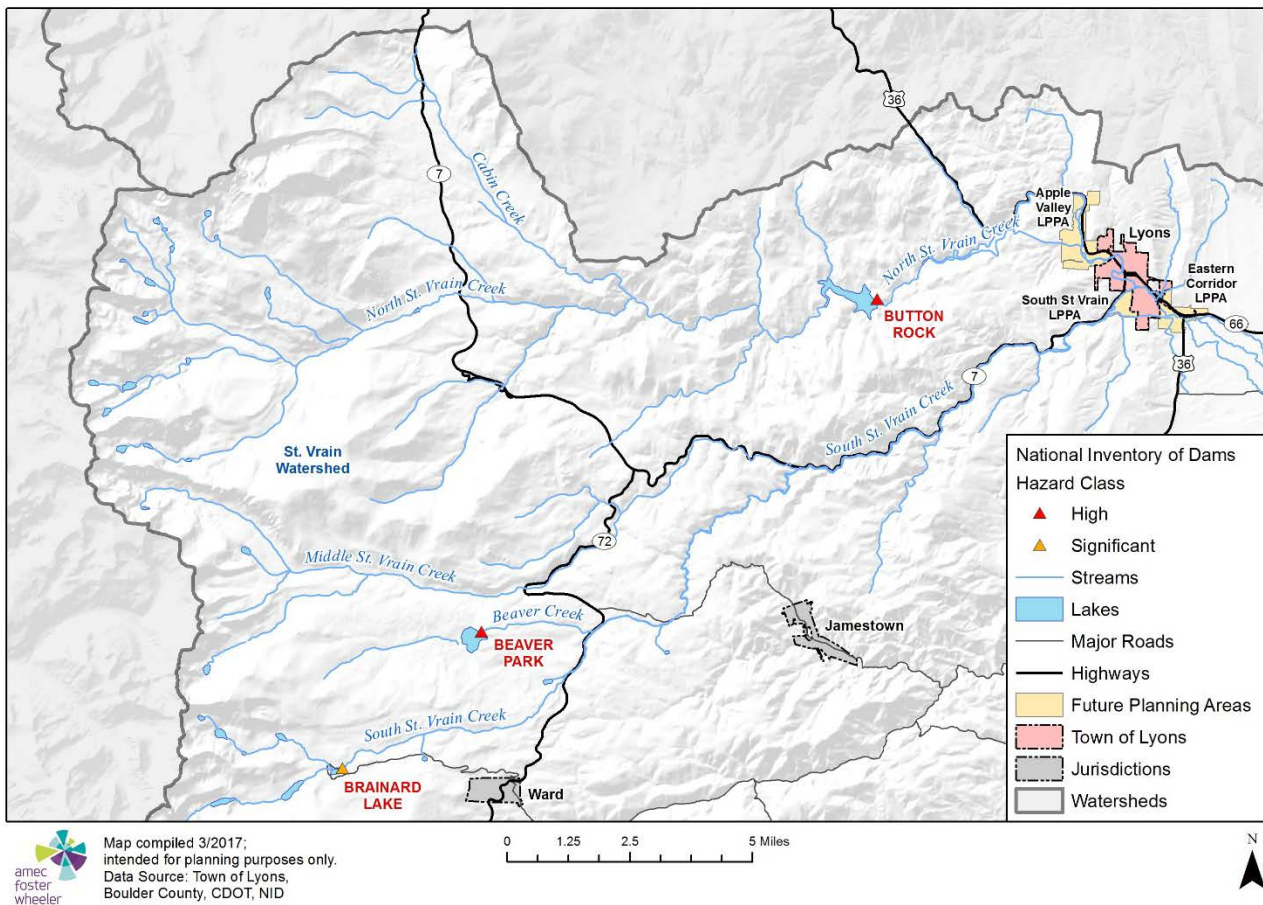 36
7
Cabin Creek
Apple
Valley
LPPA
Lyons
North St. Vrain Creek
Eastern
Corridor
LPPA
North St. Vrain Creek
BUTTON
ROCK
South St Vrain
LPPA
66
36
7
South St. Vrain Creek
St. Vrain
Watershed
72
Middle St. Vrain Creek
Beaver Creek
BEAVER
PARK
Jamestown
South St. Vrain Creek
BRAINARD
LAKE
Ward
National Inventory of Dams
Hazard Class
High
Significant
Streams
Lakes
Major Roads
Highways
Future Planning Areas
Town of Lyons
Jurisdictions
Watersheds
amec
foster
wheeler
Map compiled 3/2017;
intended for planning purposes only.
Data Source: Town of Lyons,
Boulder County, CDOT, NID
0 1.25 2.5 5 Miles
N